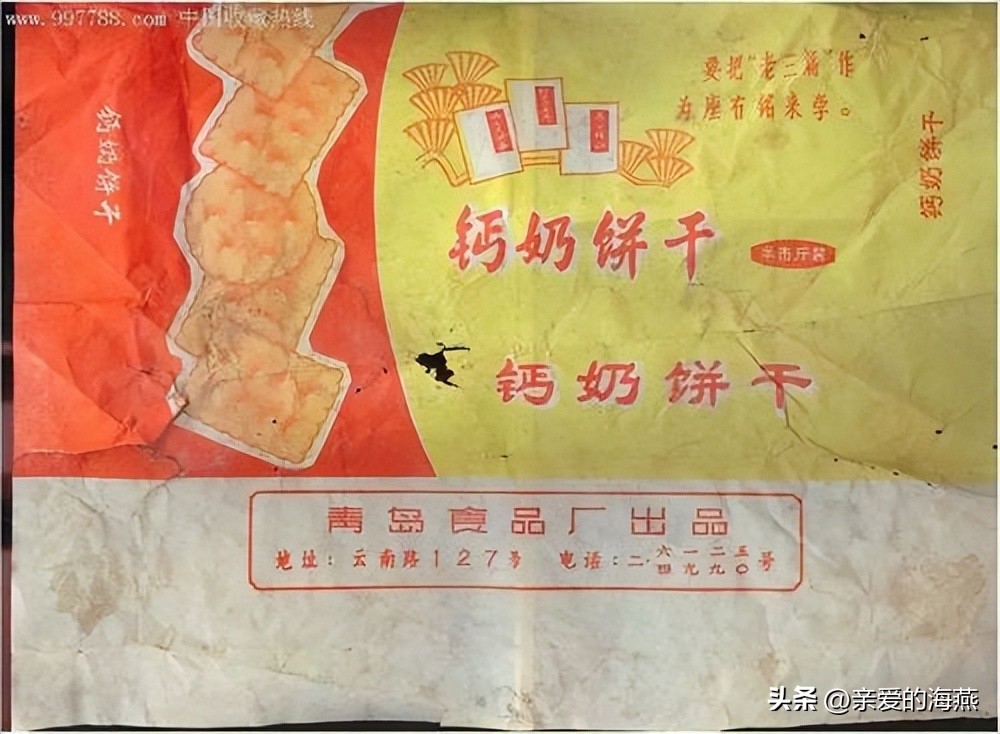 www.997788.com 中国收藏热线
要把"老三篇"作
为座右铭来学。
钙奶饼干
钙奶饼干
钙奶饼干
半市斤装
钙奶饼干
青岛食品厂出品
地址：云南路127号 电话：二·六一二三
四九九〇号
头条 @亲爱的海燕